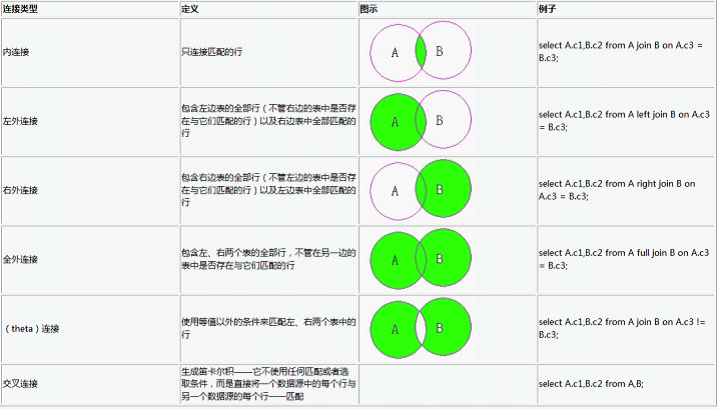 连接类型 定义 图示 例子
内连接 只连接匹配的行 A B select A.c1,B.c2 from A join B on A.c3 =
B.c3;
左外连接 包含左边表的全部行（不管右边的表中是否存
在与它们匹配的行）以及右边表中全部匹配的
行
A B
select A.c1,B.c2 from A left join B on A.c3
= B.c3;
右外连接 包含右边表的全部行（不管左边的表中是否存
在与它们匹配的行）以及左边表中全部匹配的
行
A B
select A.c1,B.c2 from A right join B on
A.c3 = B.c3;
全外连接 包含左、右两个表的全部行，不管在另一边的
表中是否存在与它们匹配的行
A B
select A.c1,B.c2 from A full join B on A.c3
= B.c3;
（theta）连接 使用等值以外的条件来匹配左、右两个表中的
行
A B
select A.c1,B.c2 from A join B on A.c3 !=
B.c3;
交叉连接 生成笛卡尔积——它不使用任何匹配或者选
取条件，而是直接将一个数据源中的每个行与
另一个数据源的每个行一一匹配
select A.c1,B.c2 from A,B;